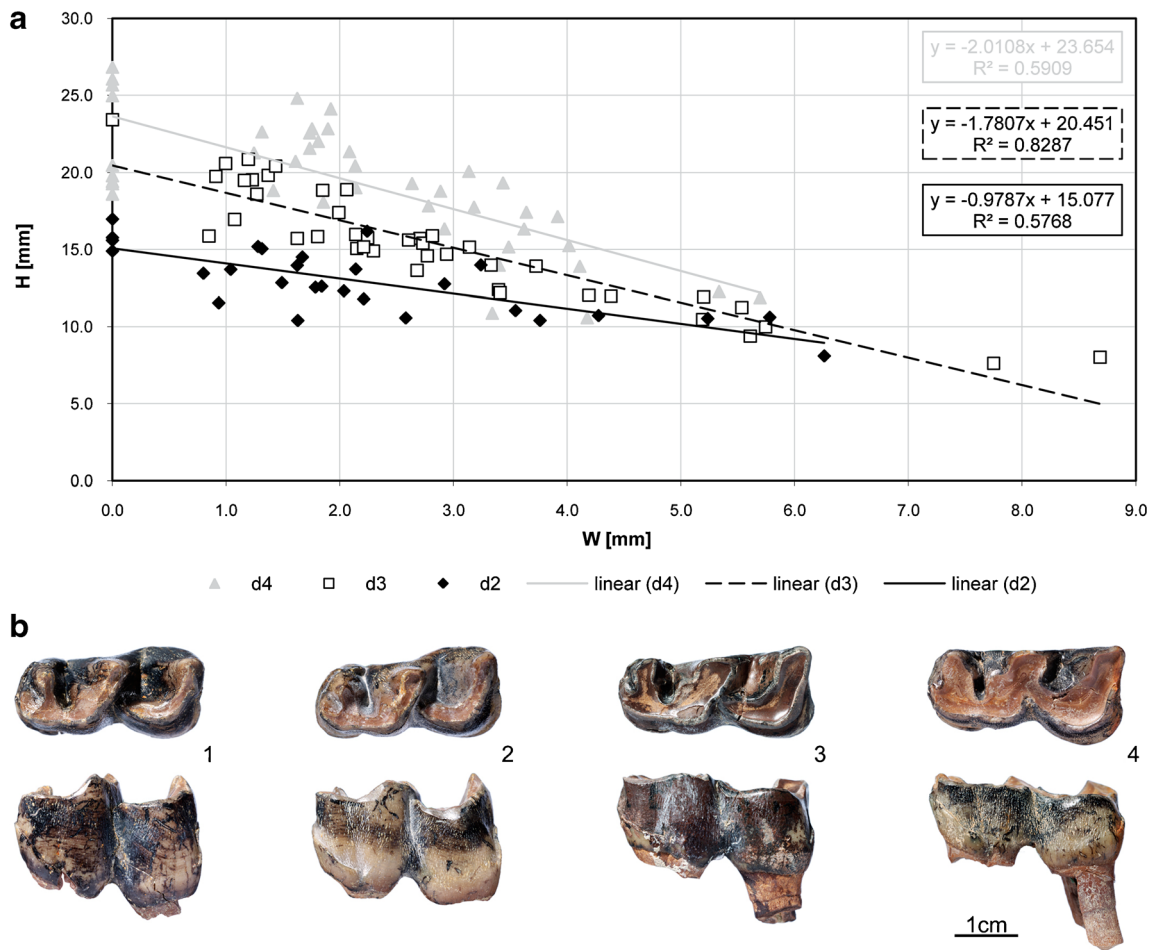 a
30.0
25.0
20.0
15.0
10.0
5.0
0.0
H [mm]
y = -2.0108x + 23.654
R² = 0.5909
y = -1.7807x + 20.451
R² = 0.8287
y = -0.9787x + 15.077
R² = 0.5768
0.0 1.0 2.0 3.0 4.0 5.0 6.0 7.0 8.0 9.0
W [mm]
d4 d3 d2 linear (d4) linear (d3) linear (d2)
b
1 2 3 4
1cm